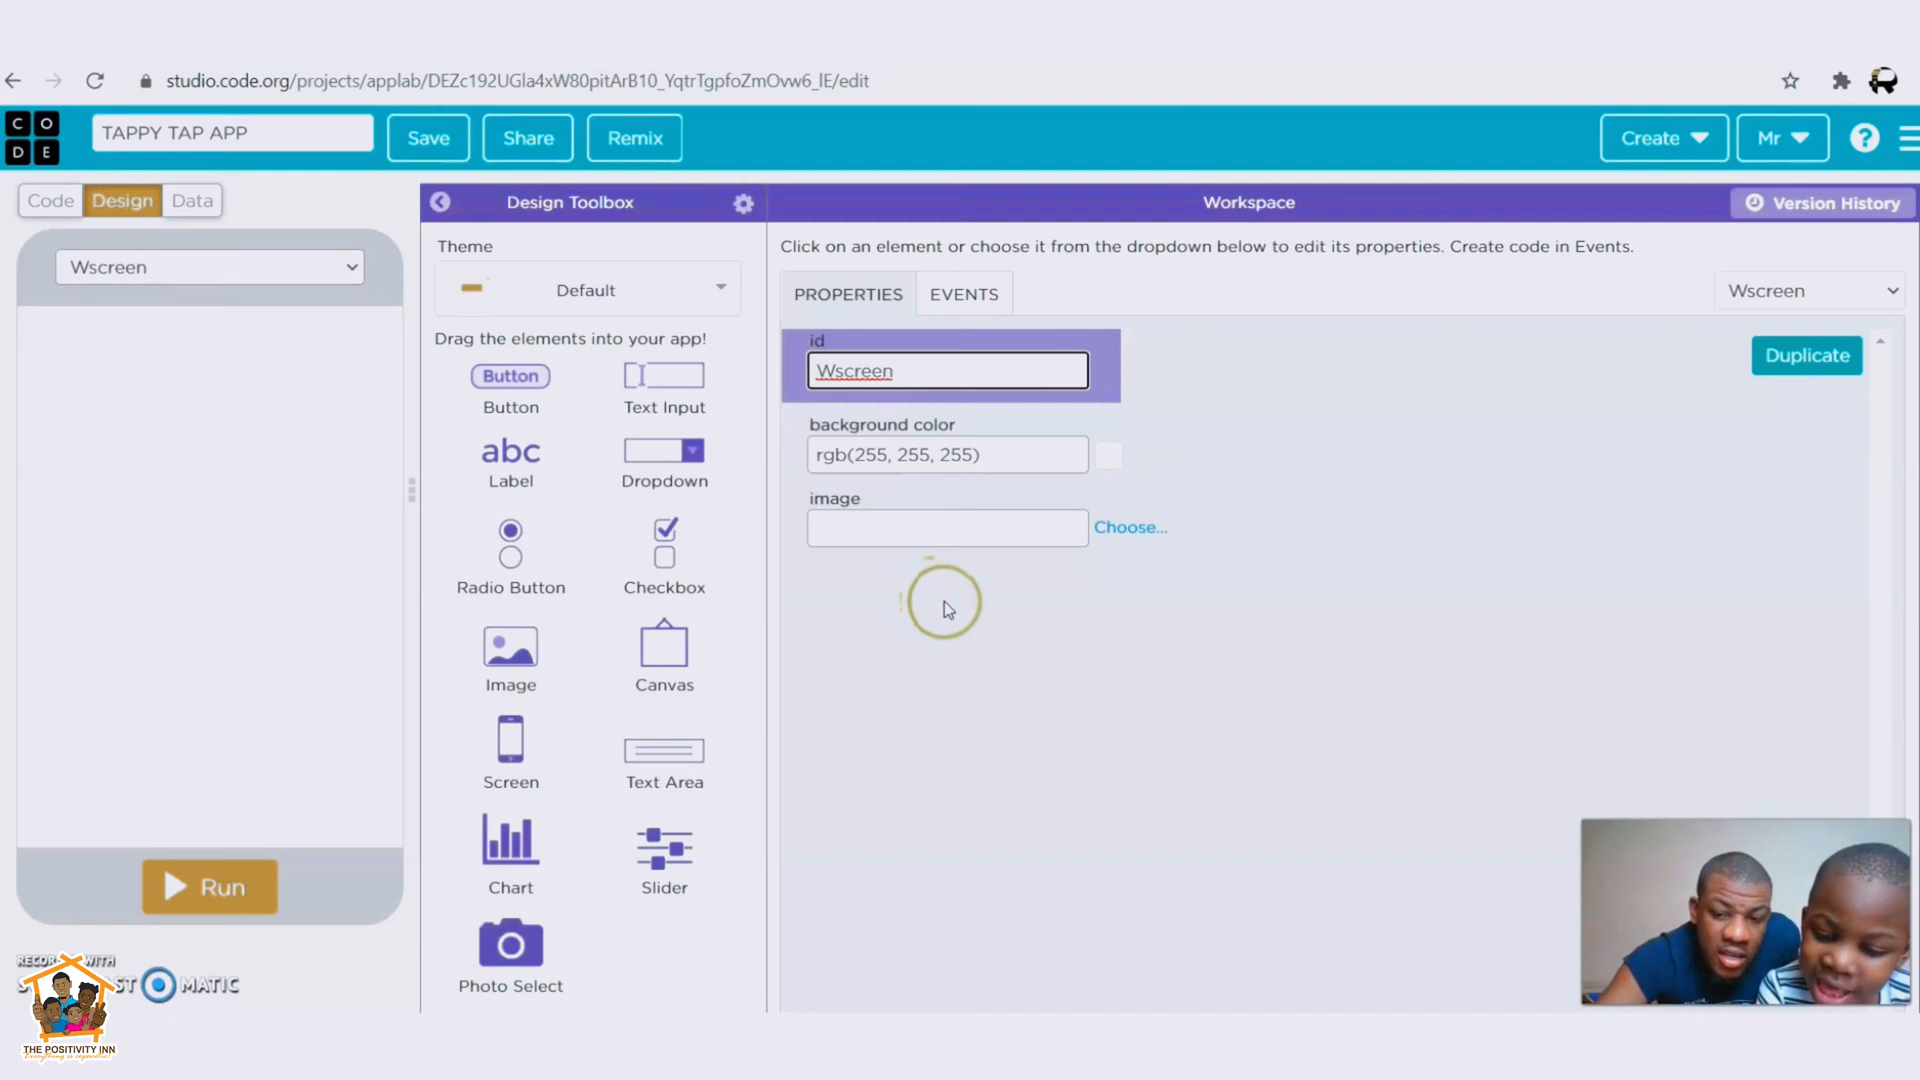 studio.code.org/projects/applab/DEZc192UGla4xW80pitArB10_YqtrTgpfoZmOvw6_lE/edit
CODE
TAPPY TAP APP
Save
Share
Remix
Create
Mr
?
Code
Design
Data
Design Toolbox
Workspace
Version History
Wscreen
Theme
Default
Drag the elements into your app!
Button
Button
Text Input
abc
Label
Dropdown
Radio Button
Checkbox
Image
Canvas
Screen
Text Area
Chart
Slider
Photo Select
Click on an element or choose it from the dropdown below to edit its properties. Create code in Events.
PROPERTIES
EVENTS
Wscreen
id
Wscreen
Duplicate
background color
rgb(255, 255, 255)
image
Choose...
Run
MATIC
THE POSITIVITY INN